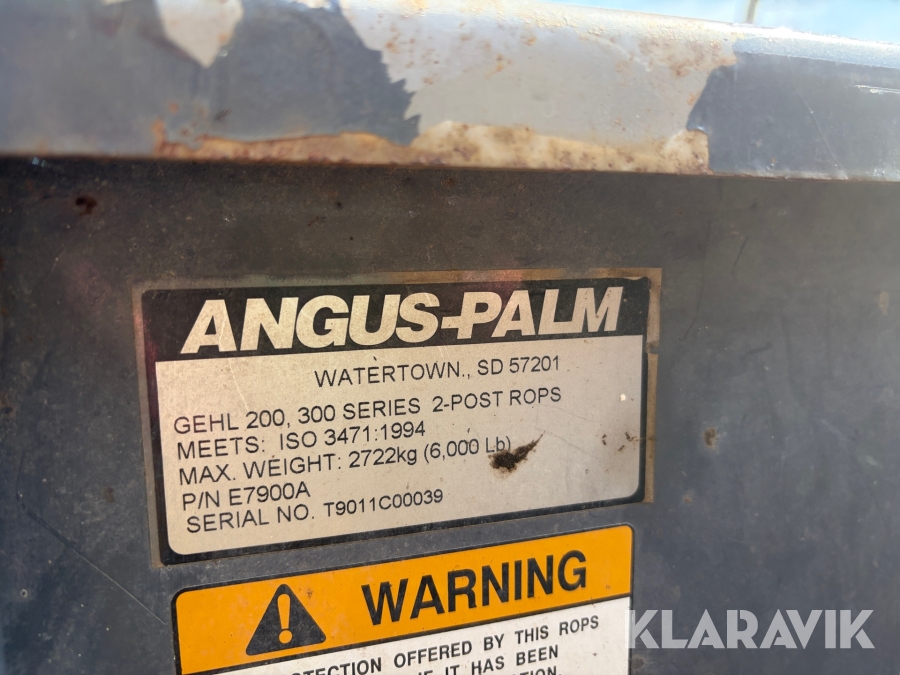 ANGUS-PALM
WATERTOWN., SD 57201
GEHL 200, 300 SERIES 2-POST ROPS
MEETS: ISO 3471:1994
MAX. WEIGHT: 2722kg (6,000 Lb)
P/N E7900A
SERIAL NO. T9011C00039
WARNING
OFFERED BY THIS ROPS
IT HAS BEEN
KLARAVIK